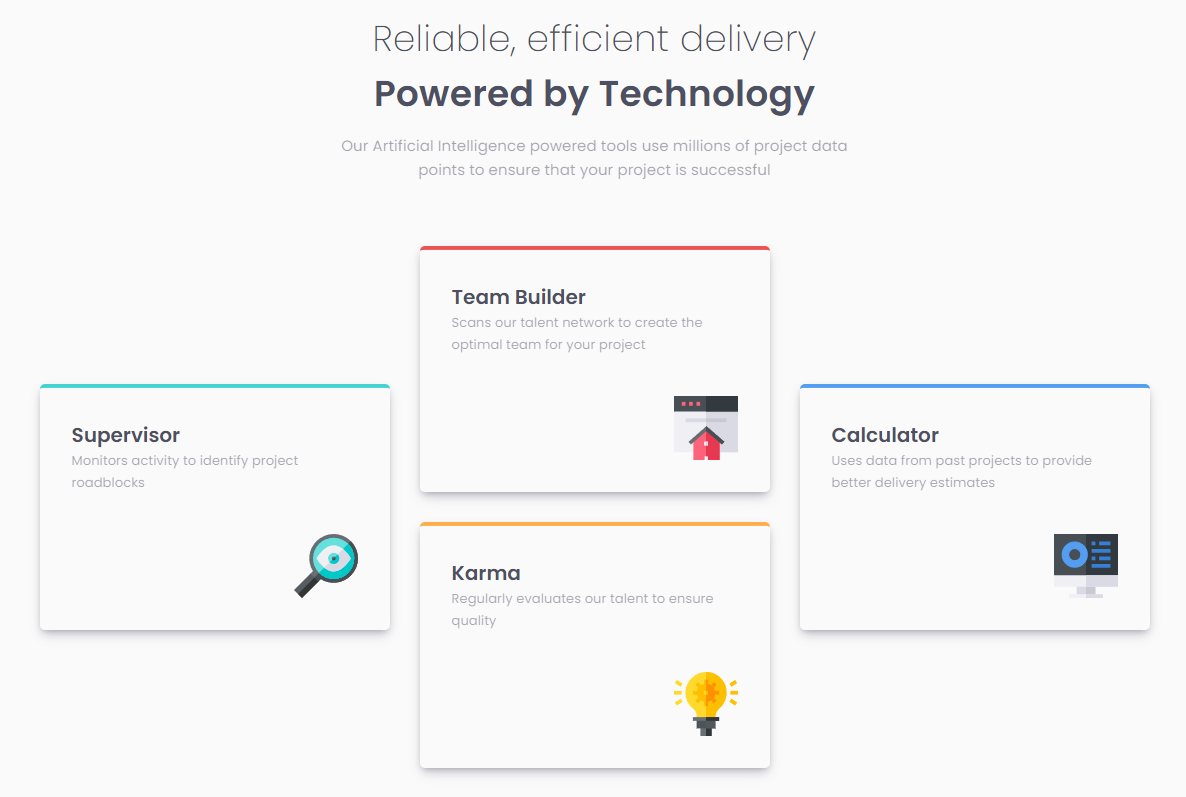 Reliable, efficient delivery
Powered by Technology
Our Artificial Intelligence powered tools use millions of project data
points to ensure that your project is successful
Supervisor
Monitors activity to identify project
roadblocks
Team Builder
Scans our talent network to create the
optimal team for your project
Karma
Regularly evaluates our talent to ensure
quality
Calculator
Uses data from past projects to provide
better delivery estimates